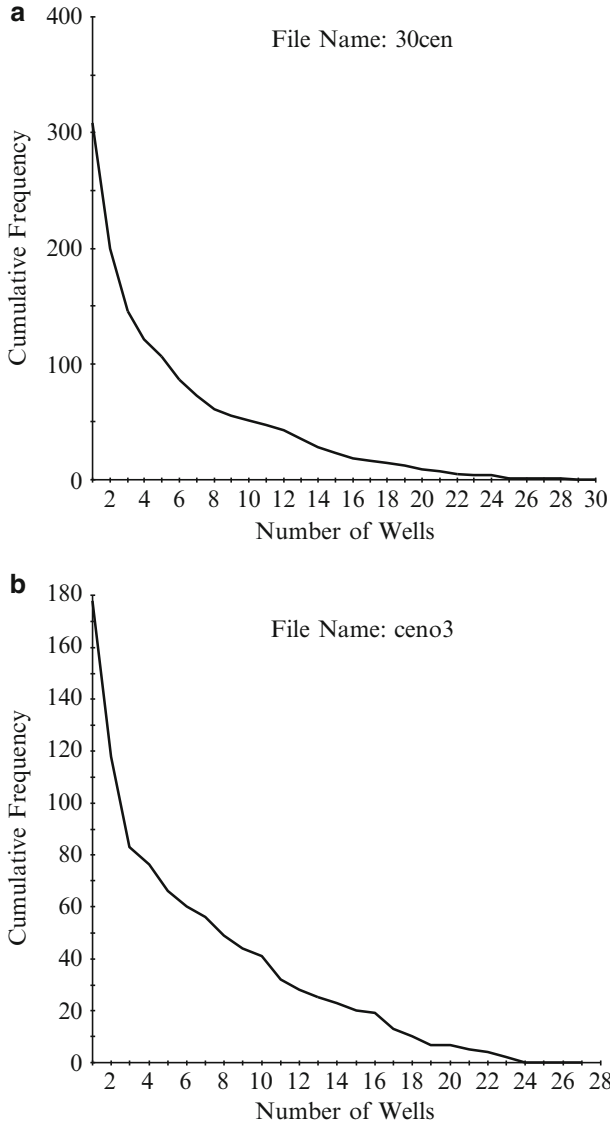 a
File Name: 30cen
Cumulative Frequency
400
300
200
100
0
2 4 6 8 10 12 14 16 18 20 22 24 26 28 30
Number of Wells
b
File Name: ceno3
Cumulative Frequency
180
160
140
120
100
80
60
40
20
0
2 4 6 8 10 12 14 16 18 20 22 24 26 28
Number of Wells